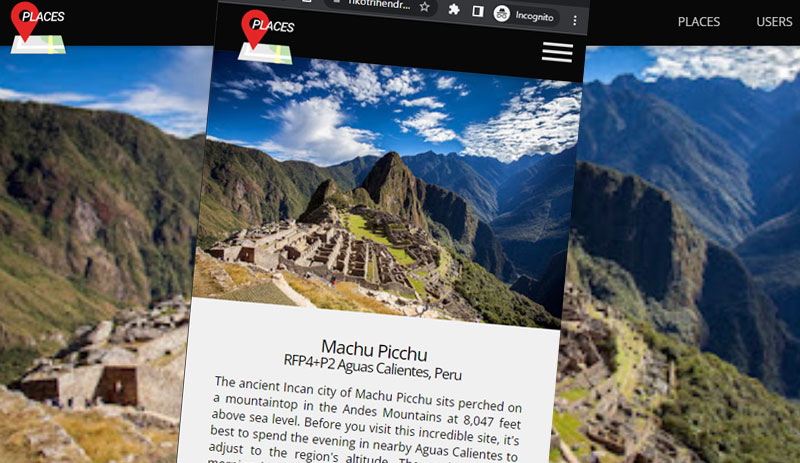 PLACES
PLACES
USERS
rikotrihendr...
Incognito
PLACES
Machu Picchu
RFP4+P2 Aguas Calientes, Peru
The ancient Incan city of Machu Picchu sits perched on
a mountaintop in the Andes Mountains at 8,047 feet
above sea level. Before you visit this incredible site, it's
best to spend the evening in nearby Aguas Calientes to
adjust to the region's altitude.